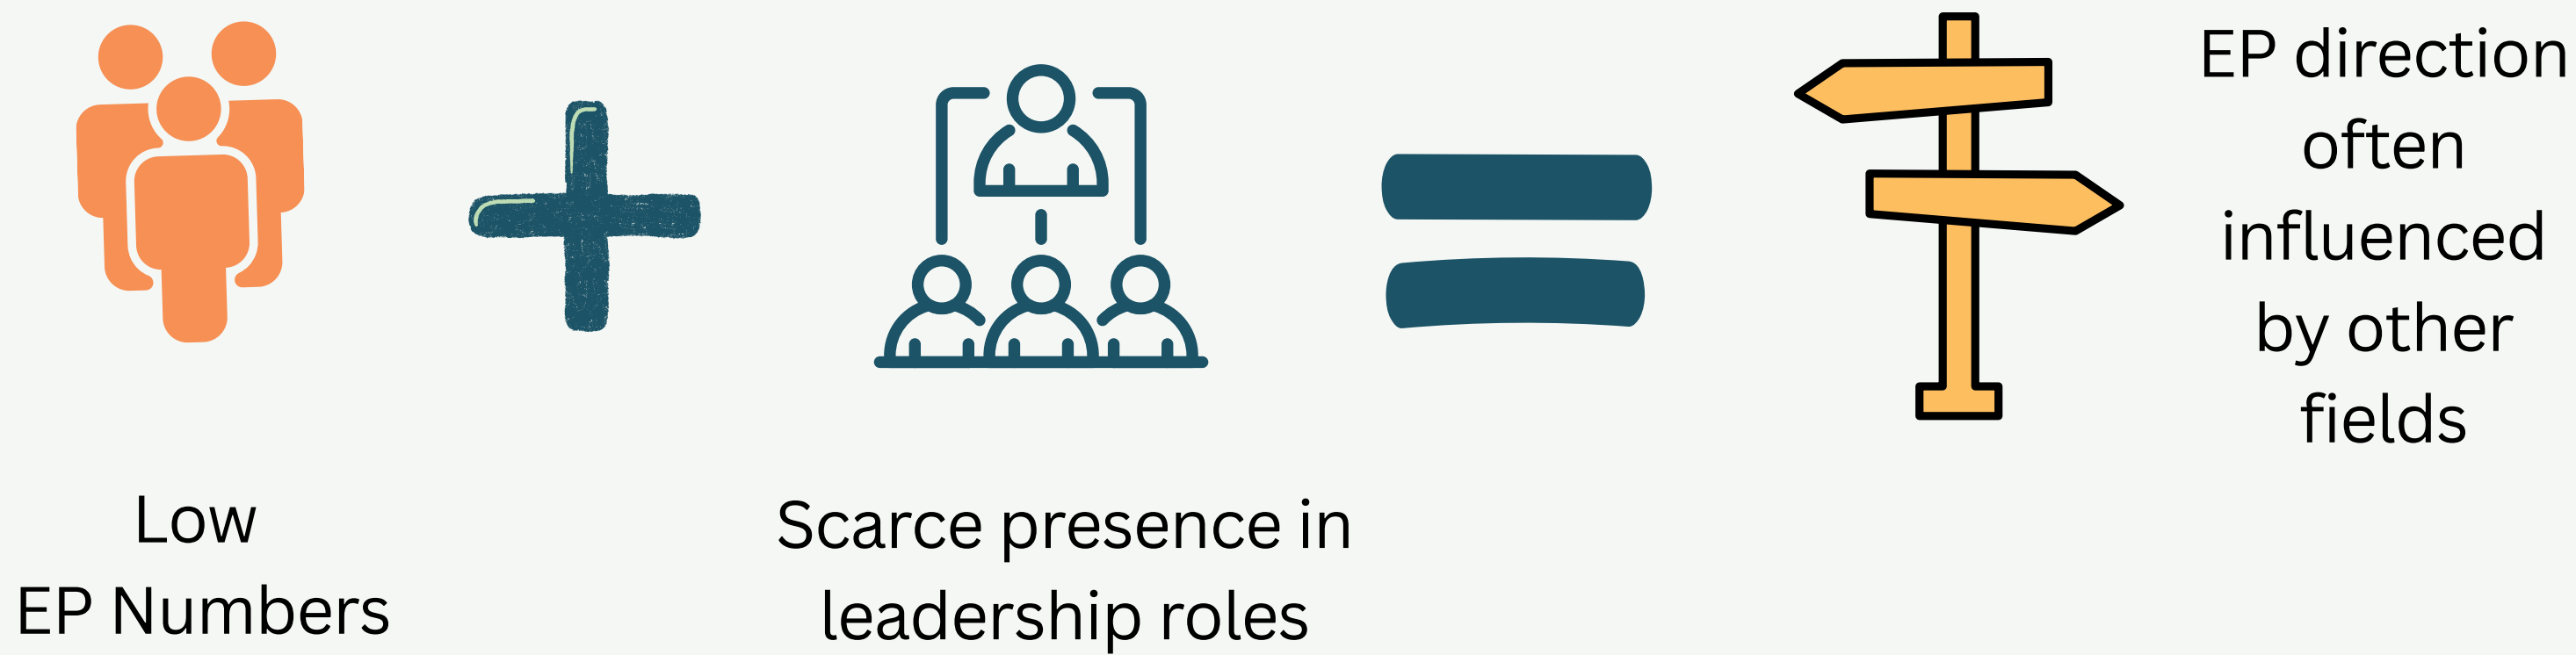 Low
EP Numbers
Scarce presence in
leadership roles
EP direction
often
influenced
by other
fields